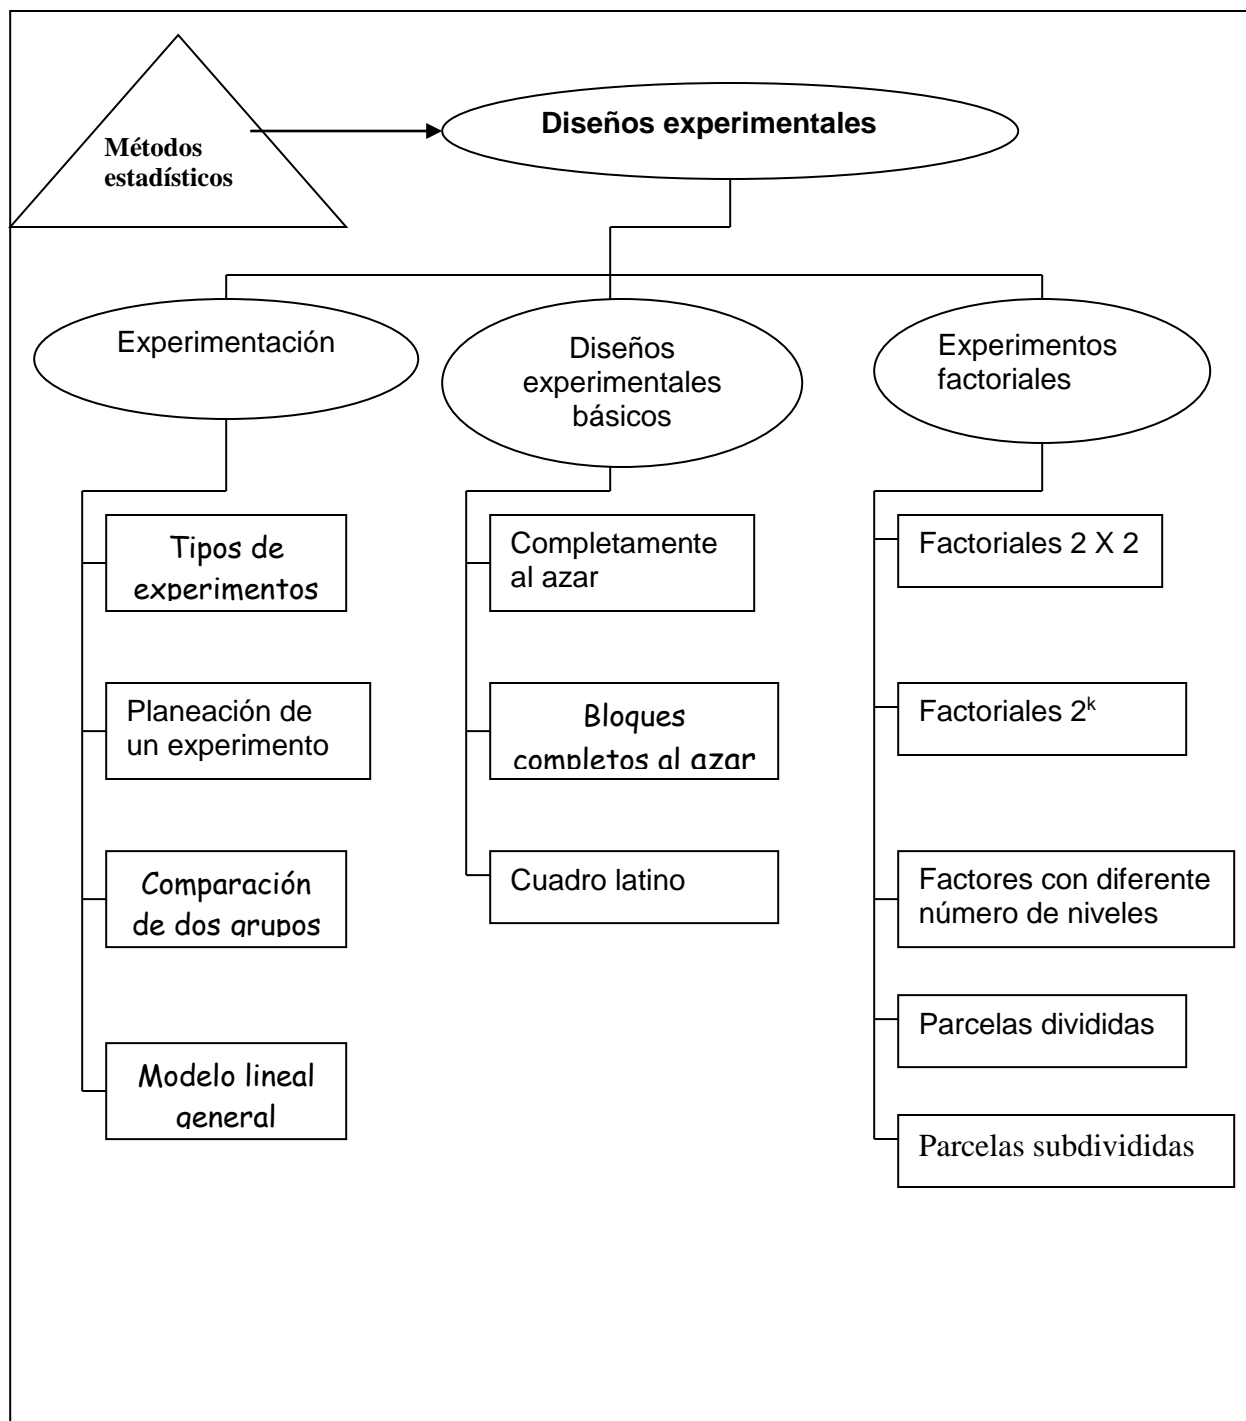 Métodos
estadísticos
Diseños experimentales
Experimentación
Diseños
experimentales
básicos
Experimentos
factoriales
Tipos de
experimentos
Planeación de
un experimento
Comparación
de dos grupos
Modelo lineal
general
Completamente
al azar
Bloques
completos al azar
Cuadro latino
Factoriales 2 X 2
Factoriales 2ᵏ
Factores con diferente
número de niveles
Parcelas divididas
Parcelas subdivididas